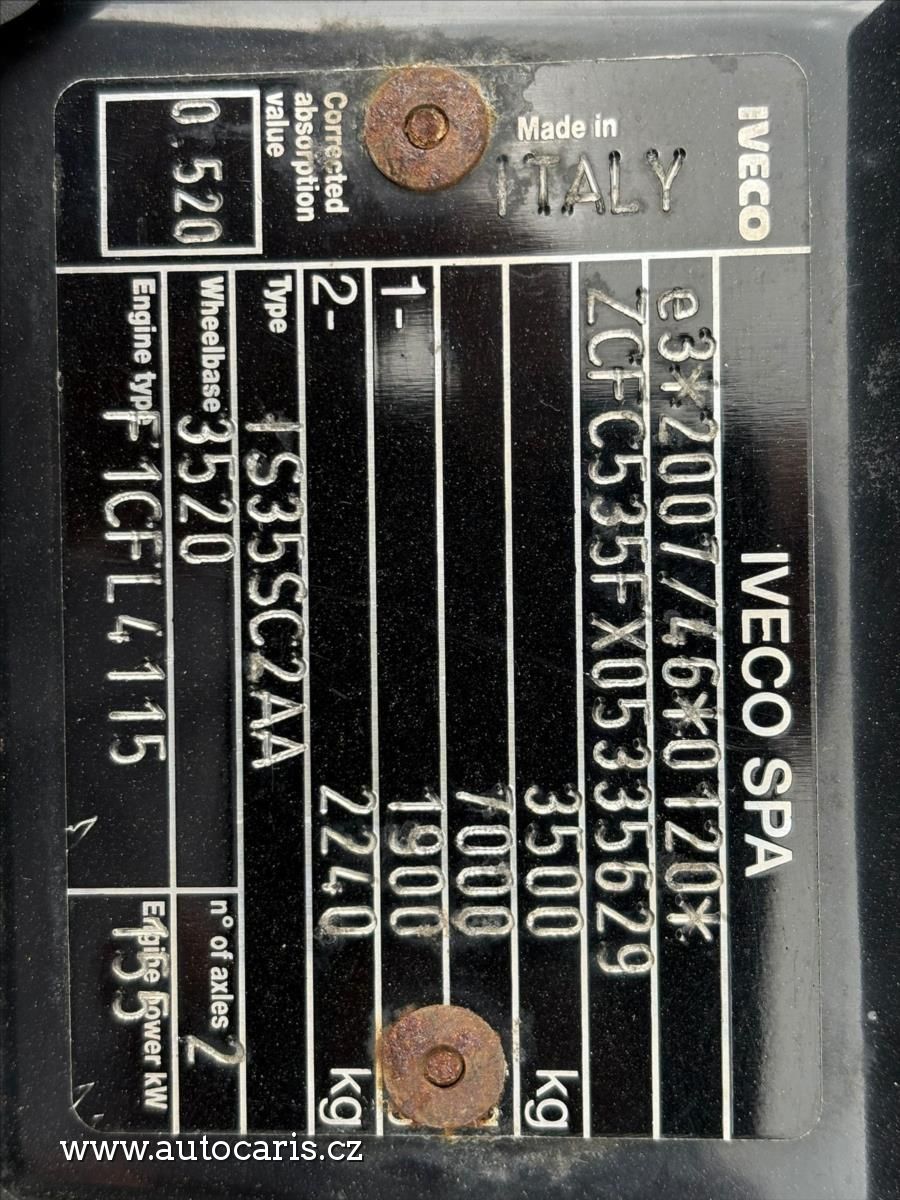 IVECO SPA
IVECO
e3*2007/46*0120*
ZCFC535FX05335629
Made in
ITALY
3500 kg
7000
1- 1900
2- 2240 kg
Corrected
absorption
value
0.520
Type IS35SC2AA
Wheelbase 3520
n° of axles 2
Engine type F1CFL4115
Engine power kW 155
www.autocaris.cz